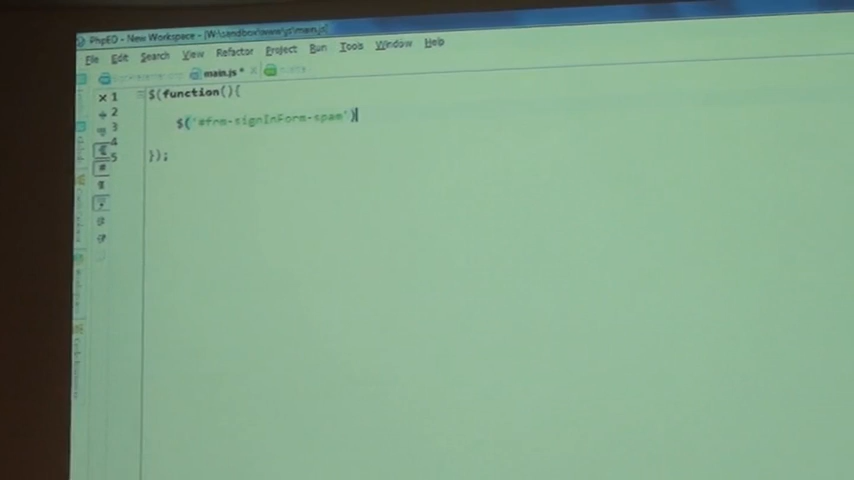 PhpED - New Workspace - [W:\sandbox\www\js\main.js]
File Edit Search View Refactor Project Run Tools Window Help
main.js *
1 $(function(){
2
3 $('#frm-signInForm-spam')
4
5 });